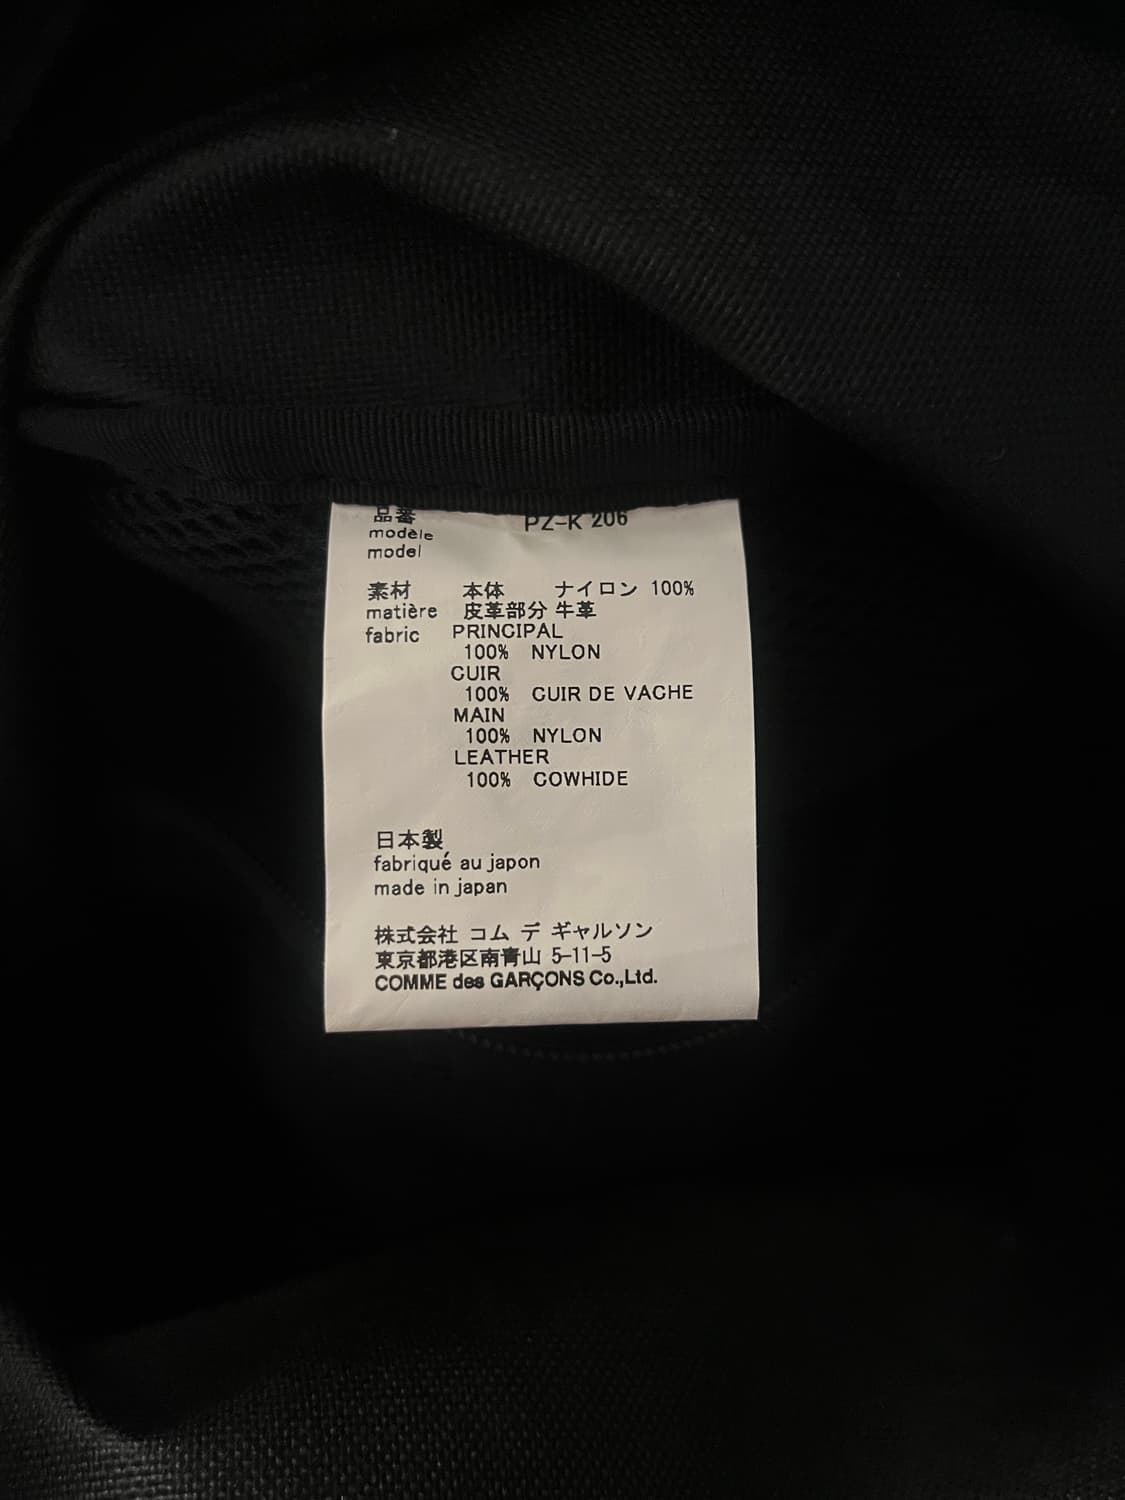 品番 PZ-K 206
modèle
model
素材 本体 ナイロン 100%
matière 皮革部分 牛革
fabric PRINCIPAL
100% NYLON
CUIR
100% CUIR DE VACHE
MAIN
100% NYLON
LEATHER
100% COWHIDE
日本製
fabriqué au japon
made in japan
株式会社 コム デ ギャルソン
東京都港区南青山 5-11-5
COMME des GARÇONS Co.,Ltd.